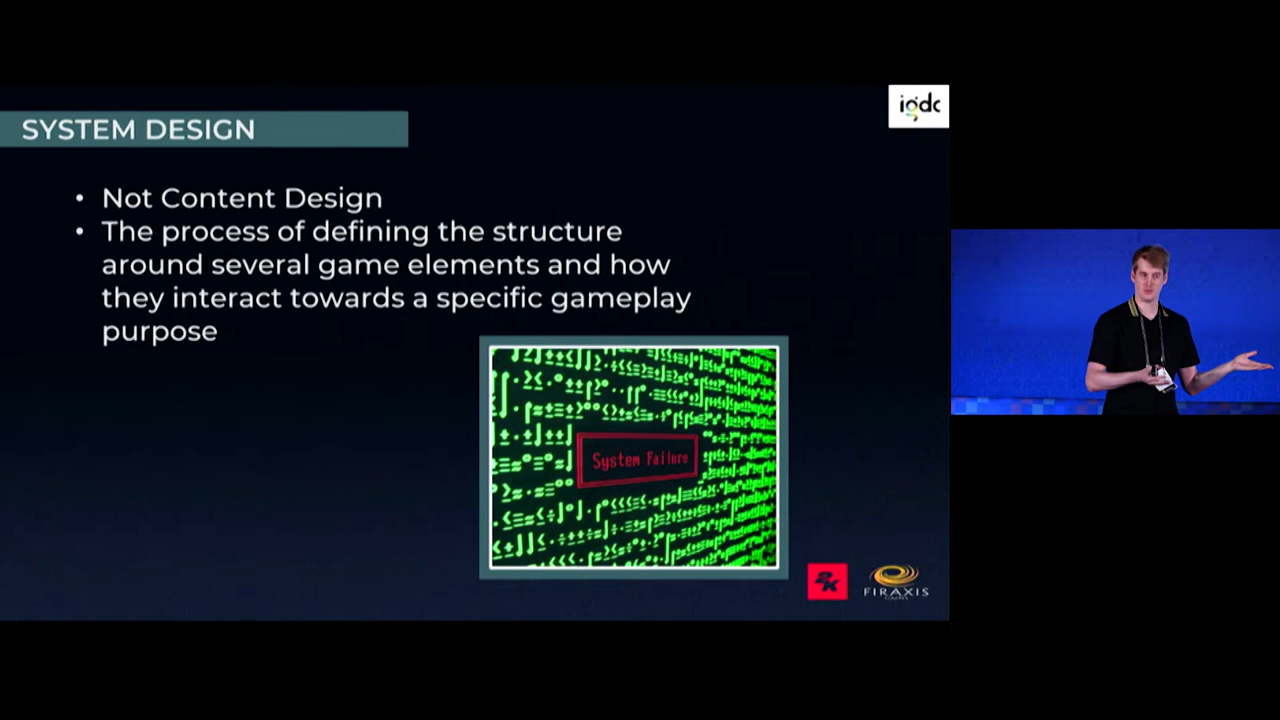 igdc
SYSTEM DESIGN
• Not Content Design
• The process of defining the structure
around several game elements and how
they interact towards a specific gameplay
purpose
System Failure
2K
FIRAXIS